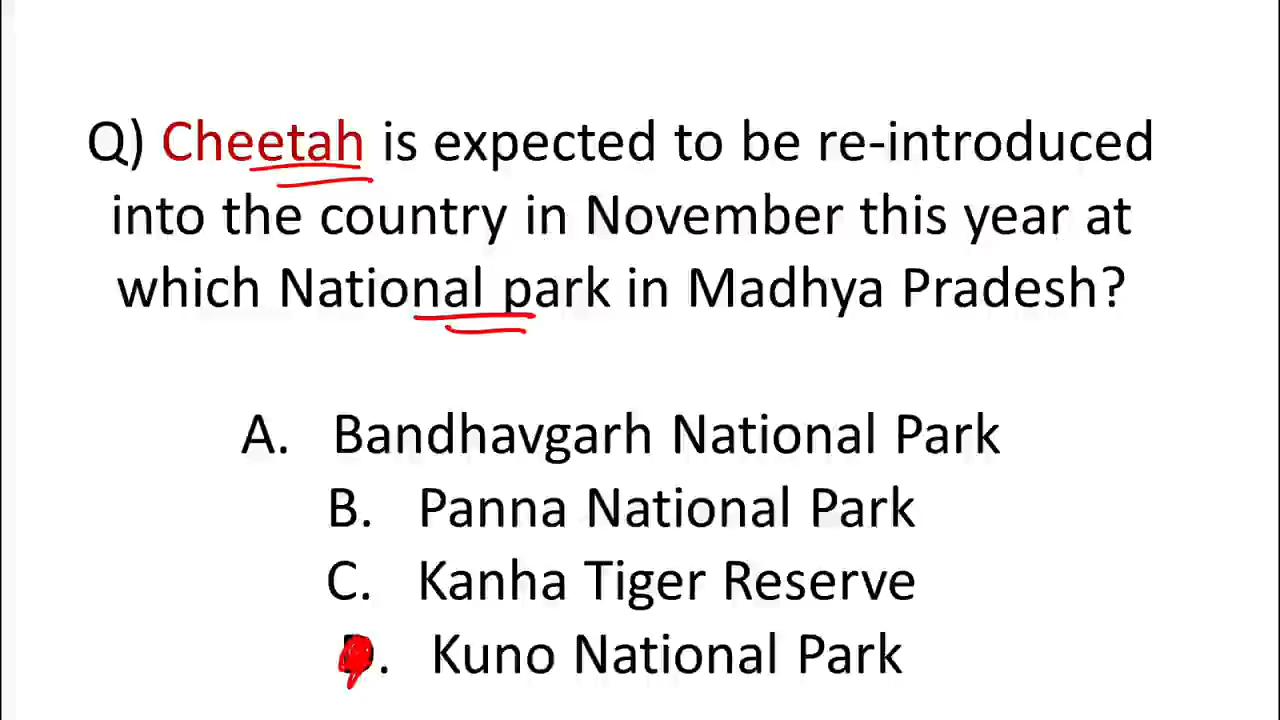 Q) Cheetah is expected to be re-introduced
into the country in November this year at
which National park in Madhya Pradesh?
A. Bandhavgarh National Park
B. Panna National Park
C. Kanha Tiger Reserve
D. Kuno National Park